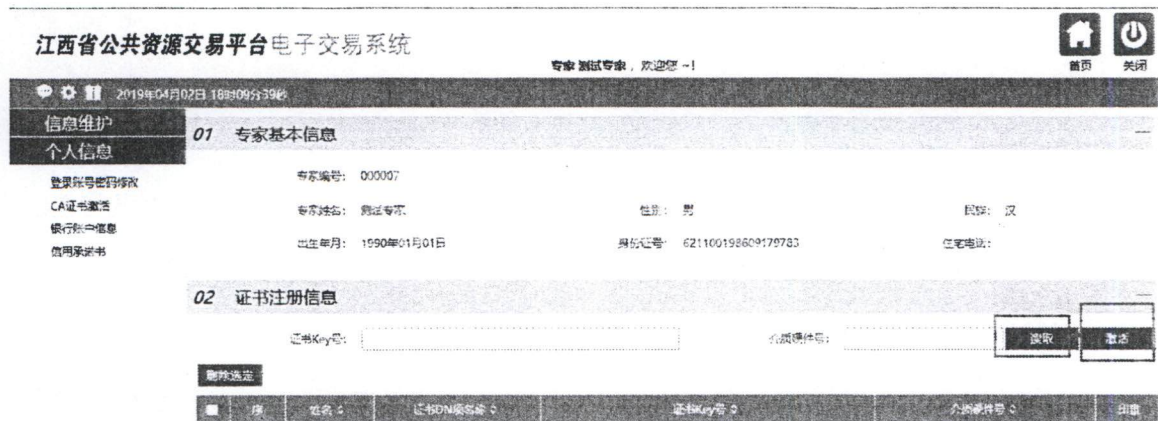 江西省公共资源交易平台电子交易系统
专家 测试专家，欢迎您 ~!
首页 关闭
2019年04月02日 18时09分39秒
信息维护
个人信息
登录账号密码修改
CA证书激活
银行账户信息
信用承诺书
01 专家基本信息
专家编号： 000007
专家姓名： 测试专家 性别： 男 民族： 汉
出生年月： 1990年01月01日 身份证号： 621100198609179783 住宅电话：
02 证书注册信息
证书Key号： 介质硬件号： 读取 激活
删除选定
序 姓名 证书DN项名称 证书Key号 介质硬件号 印章